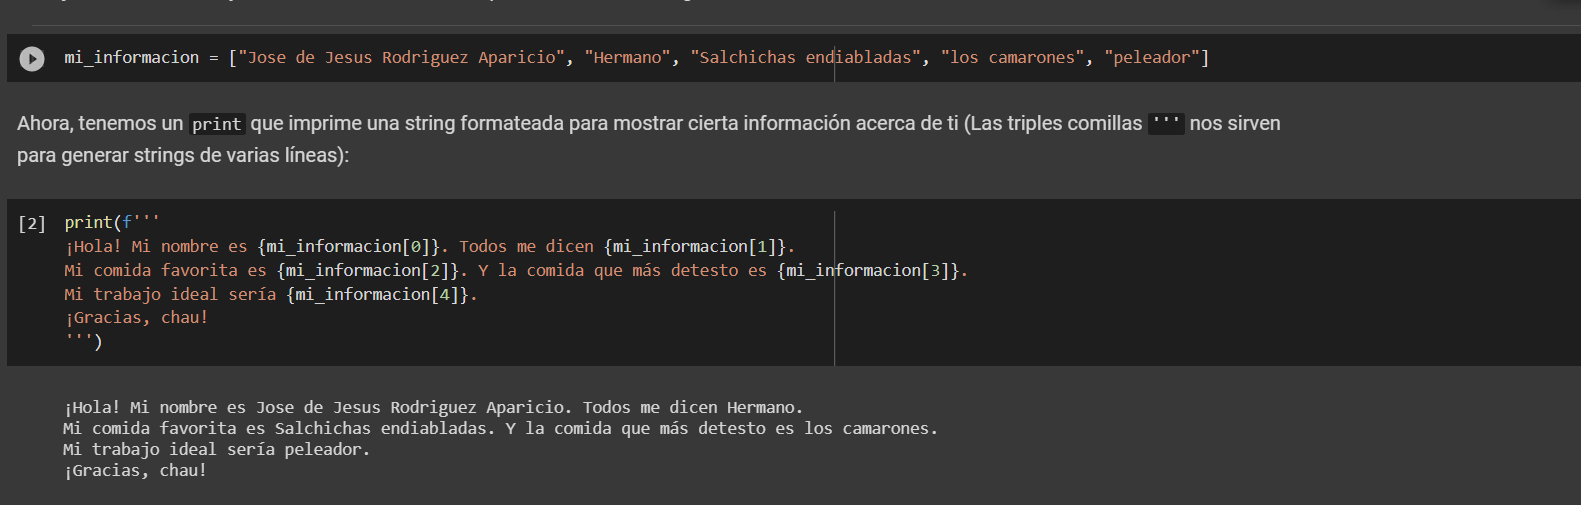 mi_informacion = ["Jose de Jesus Rodriguez Aparicio", "Hermano", "Salchichas endiabladas", "los camarones", "peleador"]
Ahora, tenemos un print que imprime una string formateada para mostrar cierta información acerca de ti (Las triples comillas ''' nos sirven
para generar strings de varias líneas):
[2] print(f'''
¡Hola! Mi nombre es {mi_informacion[0]}. Todos me dicen {mi_informacion[1]}.
Mi comida favorita es {mi_informacion[2]}. Y la comida que más detesto es {mi_informacion[3]}.
Mi trabajo ideal sería {mi_informacion[4]}.
¡Gracias, chau!
''')
¡Hola! Mi nombre es Jose de Jesus Rodriguez Aparicio. Todos me dicen Hermano.
Mi comida favorita es Salchichas endiabladas. Y la comida que más detesto es los camarones.
Mi trabajo ideal sería peleador.
¡Gracias, chau!